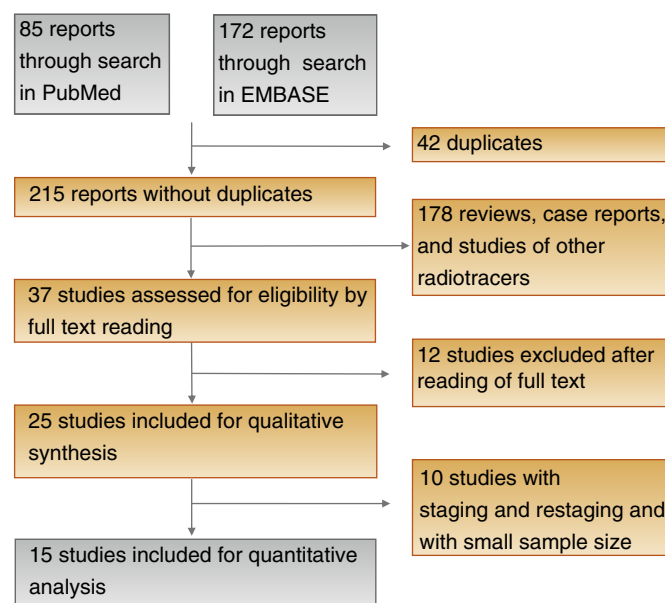 85 reports
through search
in PubMed
172 reports
through search
in EMBASE
42 duplicates
215 reports without duplicates
178 reviews, case reports,
and studies of other
radiotracers
37 studies assessed for eligibility by
full text reading
12 studies excluded after
reading of full text
25 studies included for qualitative
synthesis
10 studies with
staging and restaging and
with small sample size
15 studies included for quantitative
analysis